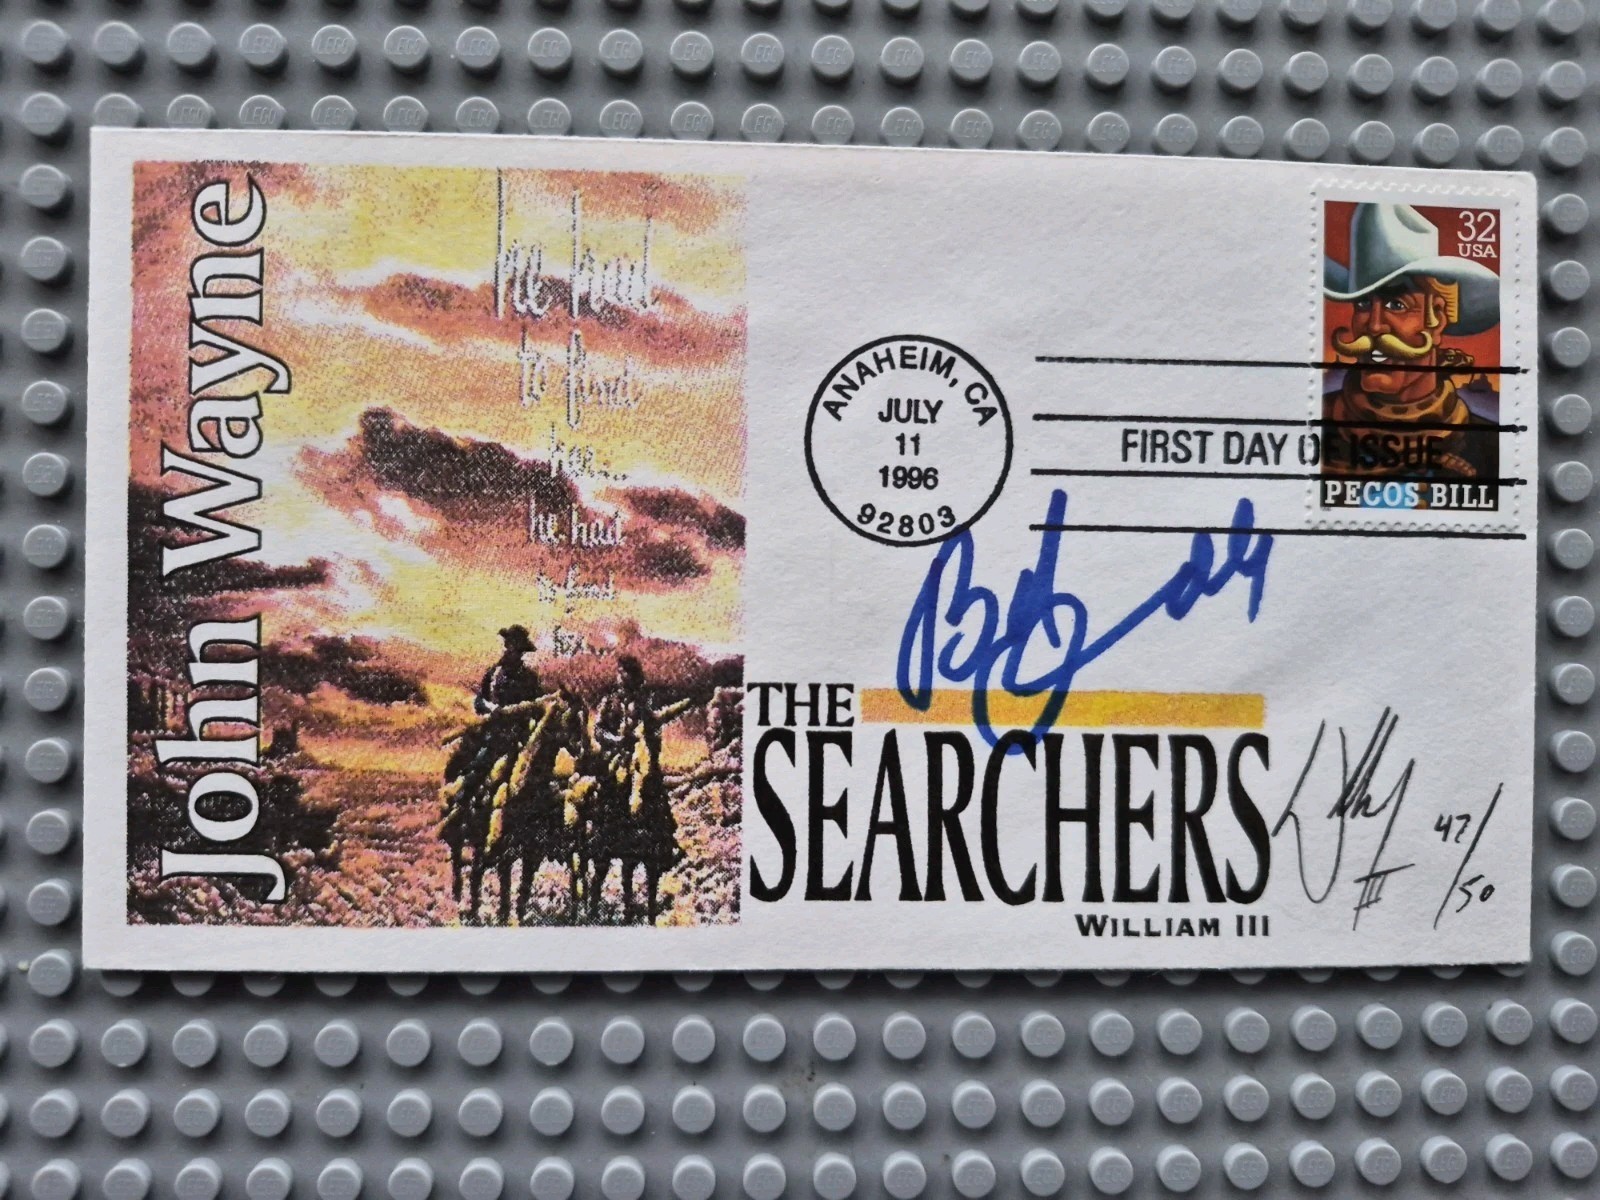 John Wayne
he had
to find
her...
he had
to find
her...
ANAHEIM, CA
JULY
11
1996
92803
FIRST DAY OF ISSUE
32
USA
PECOS BILL
THE
SEARCHERS
WILLIAM III
III
47/50